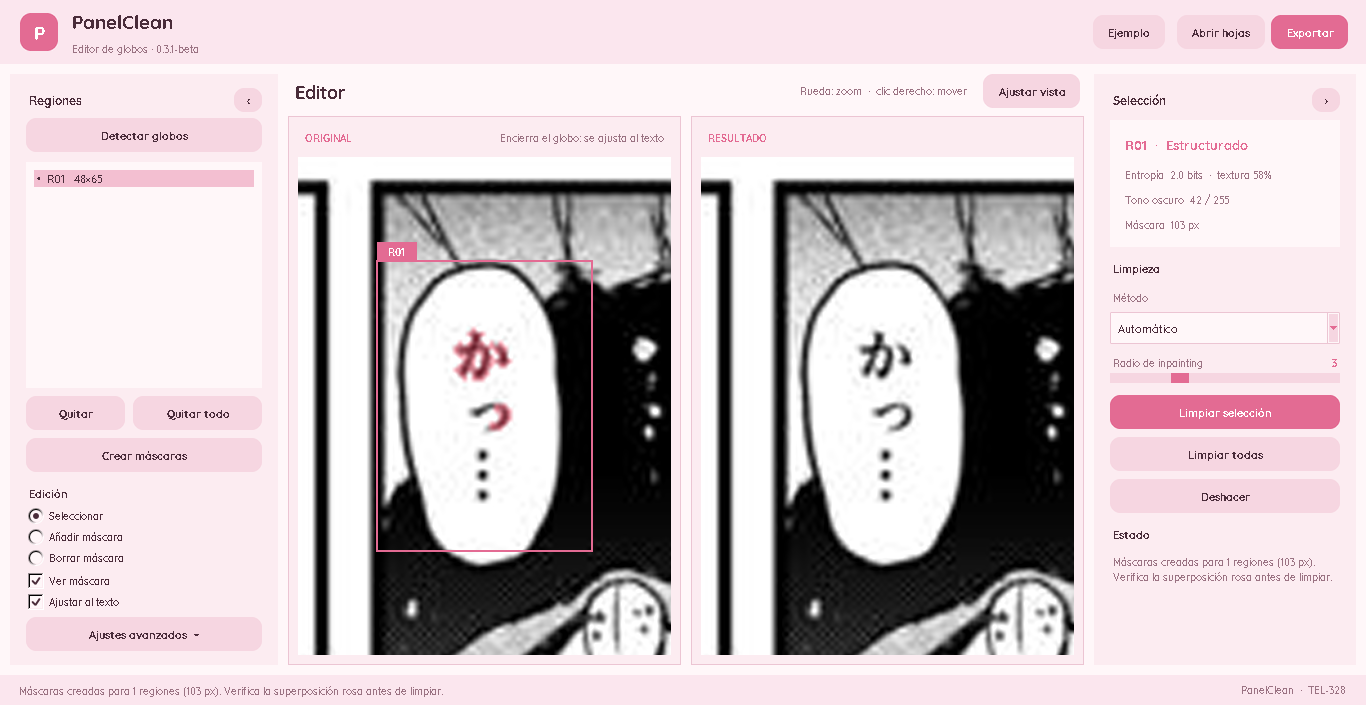 P
PanelClean
Editor de globos · 0.3.1-beta
Ejemplo
Abrir hojas
Exportar
Regiones
‹
Detectar globos
• R01 48×65
Quitar
Quitar todo
Crear máscaras
Edición
Seleccionar
Añadir máscara
Borrar máscara
Ver máscara
Ajustar al texto
Ajustes avanzados
Editor
Rueda: zoom · clic derecho: mover
Ajustar vista
ORIGINAL
Encierra el globo: se ajusta al texto
R01
かっ…
RESULTADO
かっ…
Selección
›
R01 · Estructurado
Entropía 2.0 bits · textura 58%
Tono oscuro 42 / 255
Máscara 103 px
Limpieza
Método
Automático
Radio de inpainting 3
Limpiar selección
Limpiar todas
Deshacer
Estado
Máscaras creadas para 1 regiones (103 px).
Verifica la superposición rosa antes de limpiar.
Máscaras creadas para 1 regiones (103 px). Verifica la superposición rosa antes de limpiar.
PanelClean · TEL-328